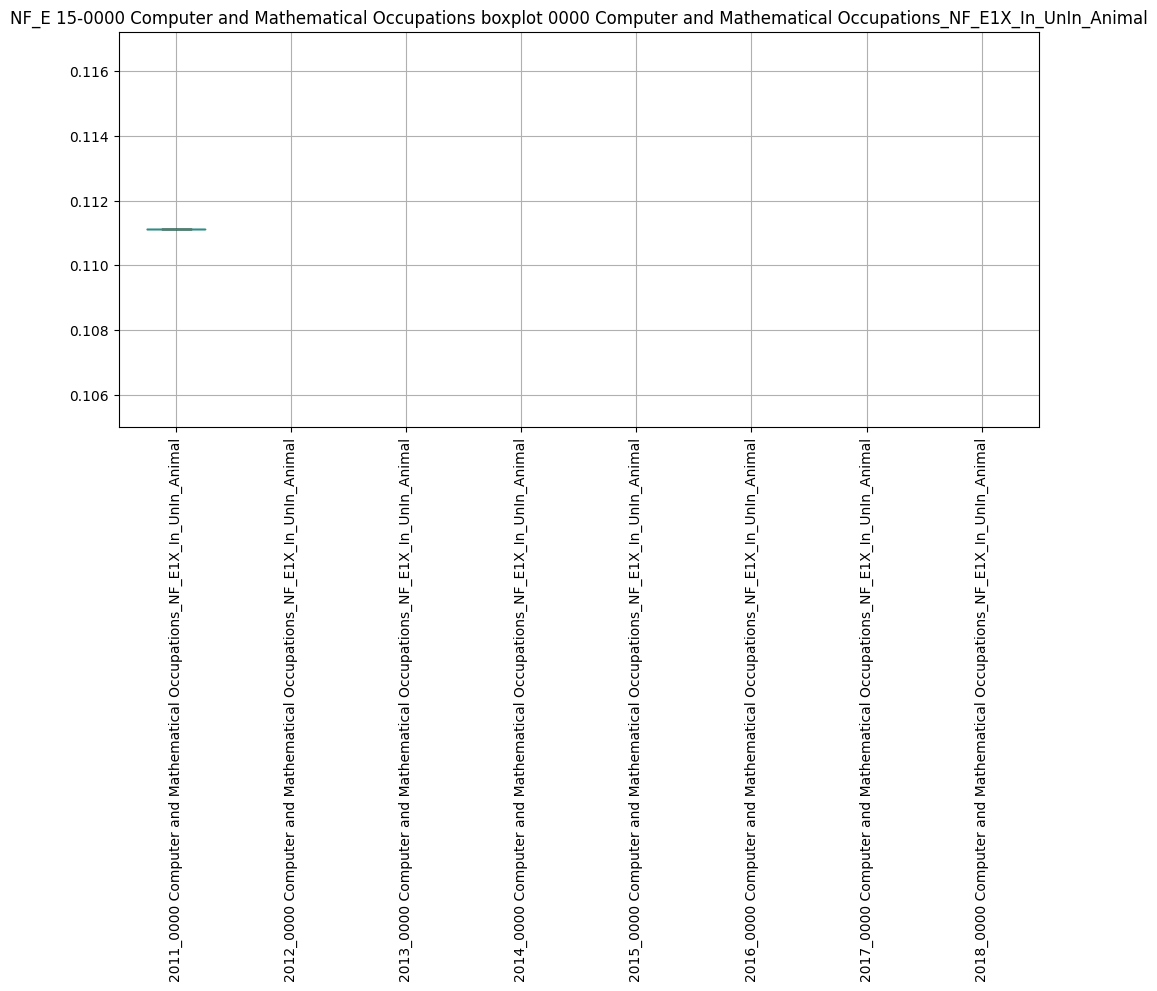 NF_E 15-0000 Computer and Mathematical Occupations boxplot 0000 Computer and Mathematical Occupations_NF_E1X_In_UnIn_Animal
0.116
0.114
0.112
0.110
0.108
0.106
2011_0000 Computer and Mathematical Occupations_NF_E1X_In_UnIn_Animal
2012_0000 Computer and Mathematical Occupations_NF_E1X_In_UnIn_Animal
2013_0000 Computer and Mathematical Occupations_NF_E1X_In_UnIn_Animal
2014_0000 Computer and Mathematical Occupations_NF_E1X_In_UnIn_Animal
2015_0000 Computer and Mathematical Occupations_NF_E1X_In_UnIn_Animal
2016_0000 Computer and Mathematical Occupations_NF_E1X_In_UnIn_Animal
2017_0000 Computer and Mathematical Occupations_NF_E1X_In_UnIn_Animal
2018_0000 Computer and Mathematical Occupations_NF_E1X_In_UnIn_Animal